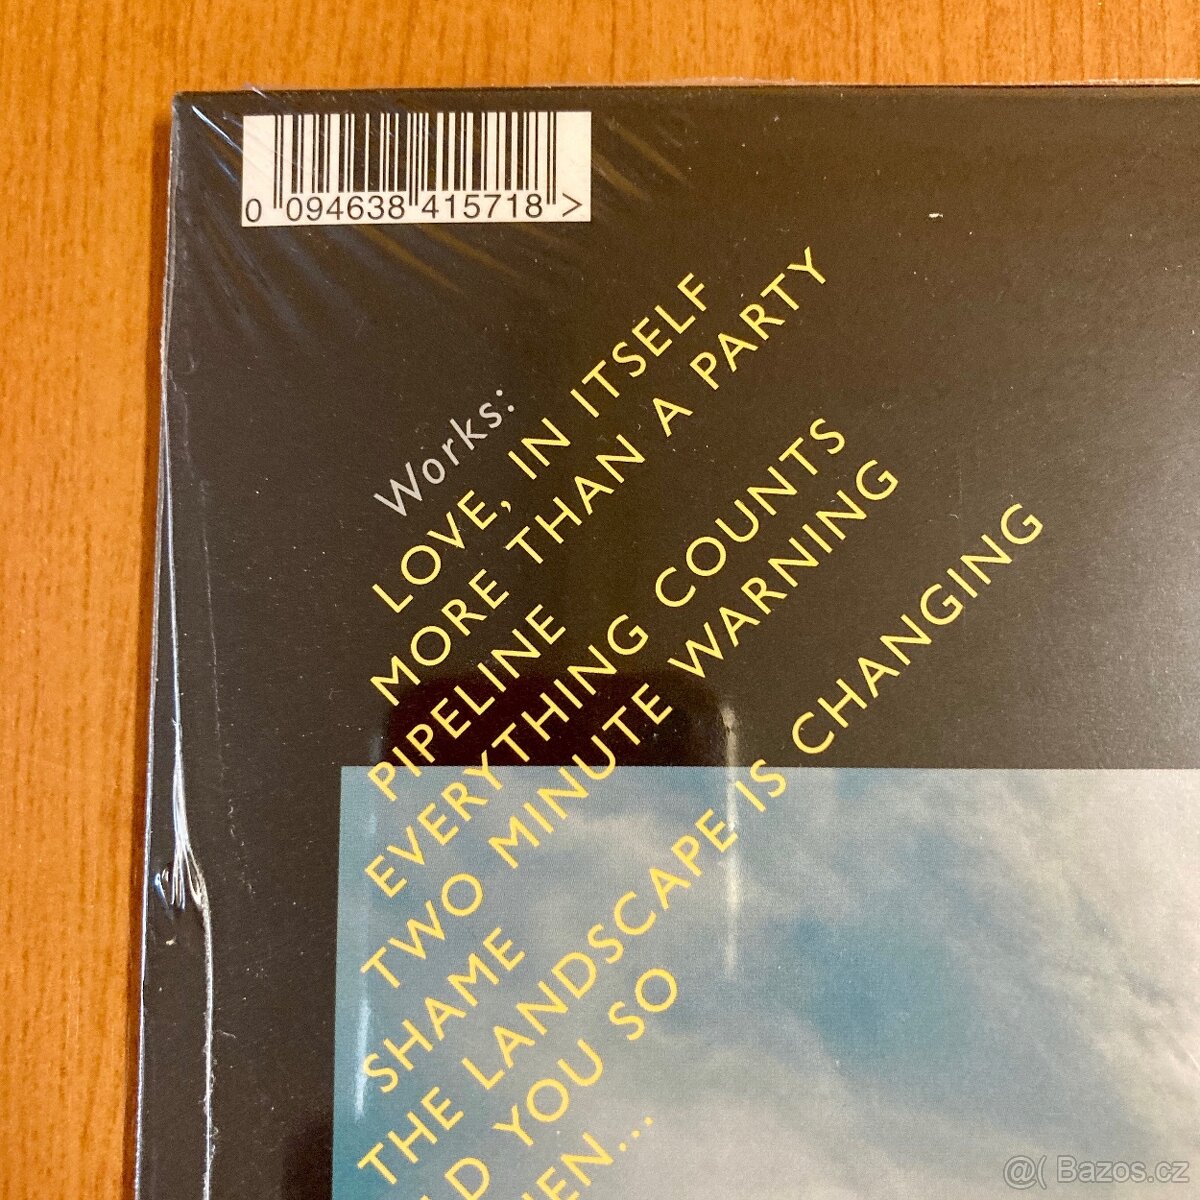 0 094638 415718 >
Works:
LOVE, IN ITSELF
MORE THAN A PARTY
PIPELINE
EVERYTHING COUNTS
TWO MINUTE WARNING
SHAME
THE LANDSCAPE IS CHANGING
YOU SO
@( Bazos.cz